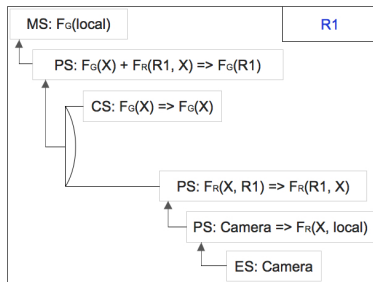 MS: FG(local)
R1
PS: FG(X) + FR(R1, X) => FG(R1)
CS: FG(X) => FG(X)
PS: FR(X, R1) => FR(R1, X)
PS: Camera => FR(X, local)
ES: Camera